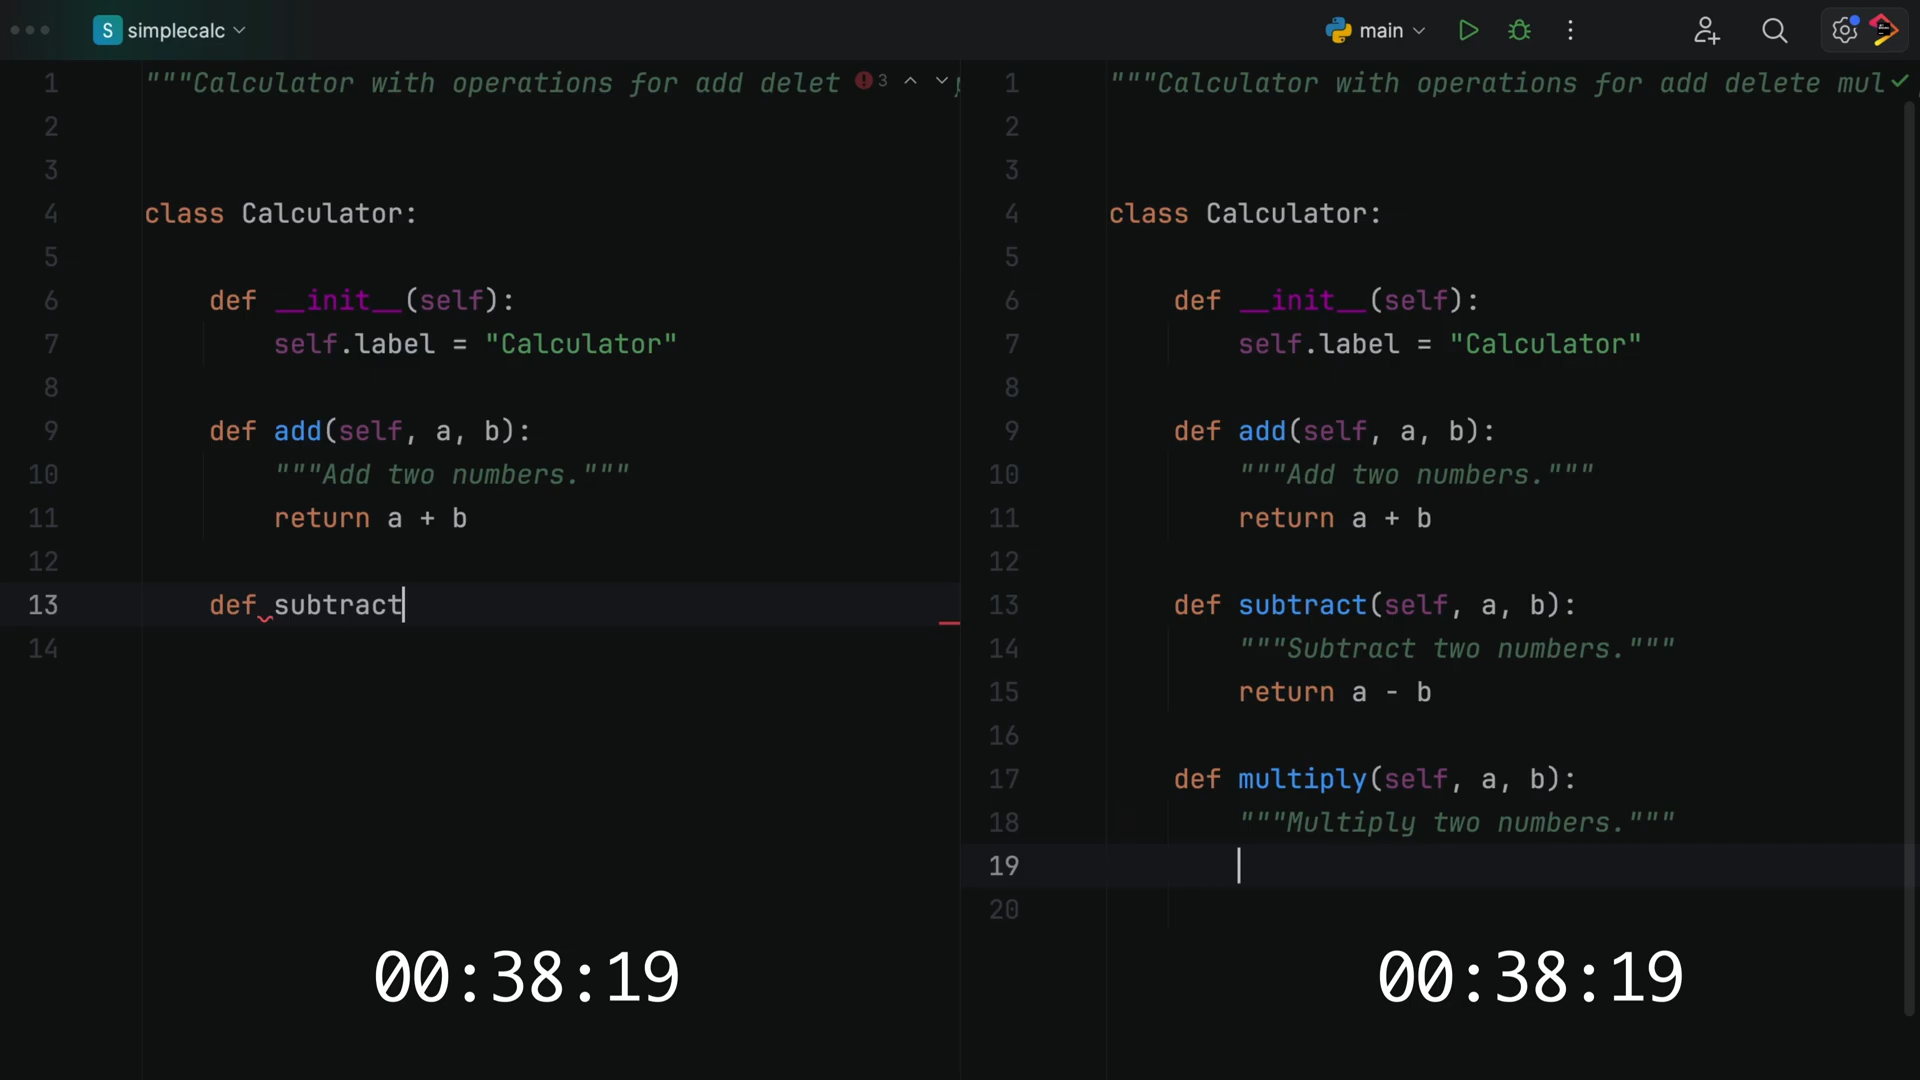 S simplecalc
main
1 """Calculator with operations for add delet 3
2
3
4 class Calculator:
5
6 def __init__(self):
7 self.label = "Calculator"
8
9 def add(self, a, b):
10 """Add two numbers."""
11 return a + b
12
13 def subtract
14
00:38:19
1 """Calculator with operations for add delete mul
2
3
4 class Calculator:
5
6 def __init__(self):
7 self.label = "Calculator"
8
9 def add(self, a, b):
10 """Add two numbers."""
11 return a + b
12
13 def subtract(self, a, b):
14 """Subtract two numbers."""
15 return a - b
16
17 def multiply(self, a, b):
18 """Multiply two numbers."""
19
20
00:38:19